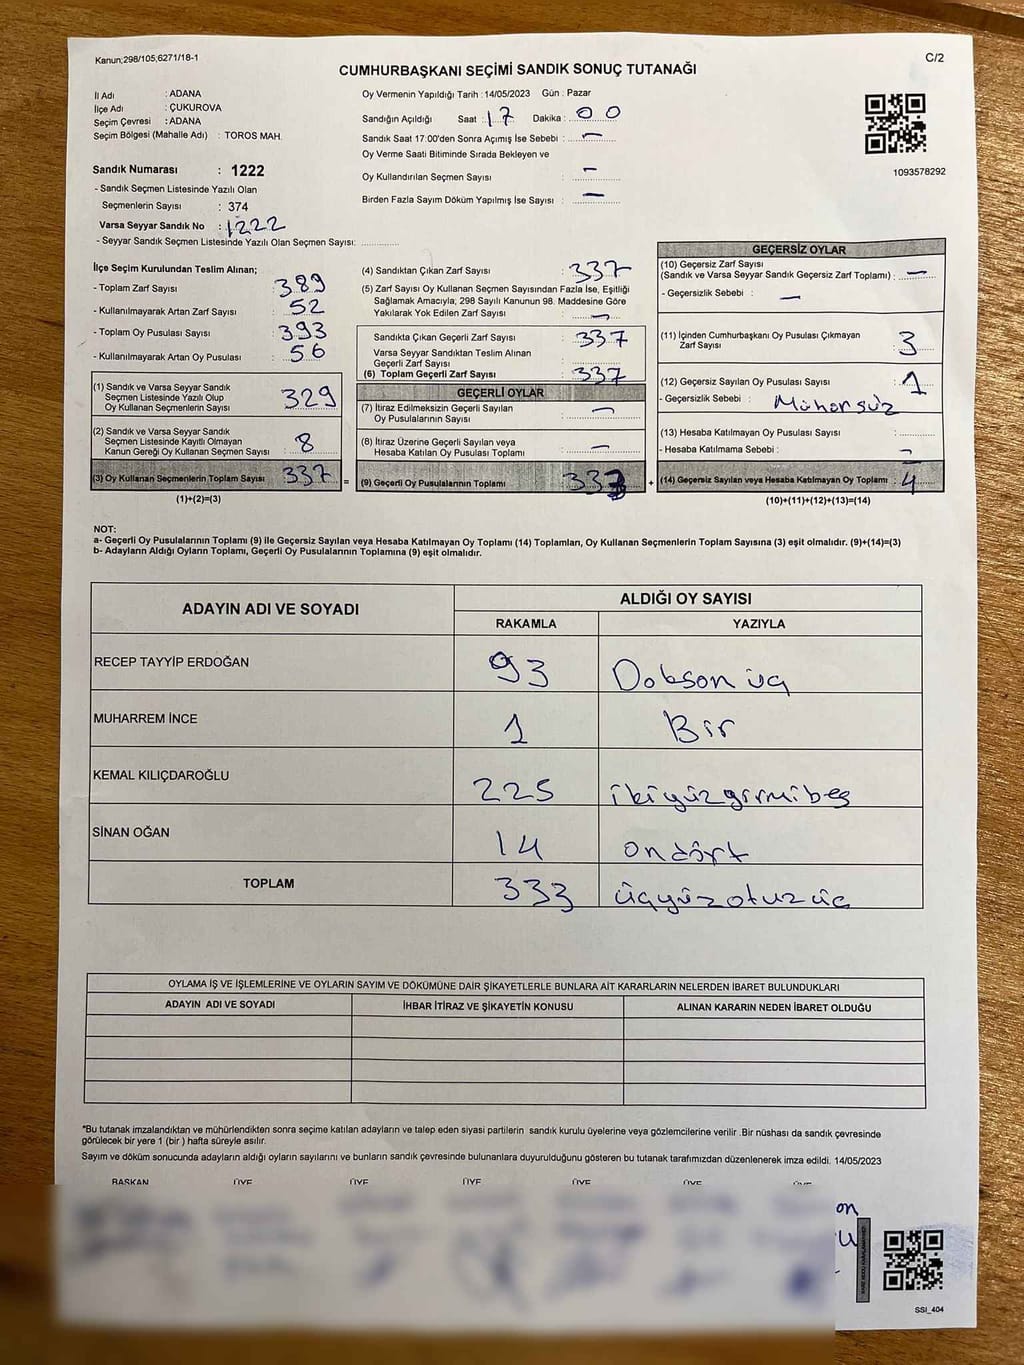 Kanun;298/105;6271/18-1
C/2
CUMHURBAŞKANI SEÇİMİ SANDIK SONUÇ TUTANAĞI
İl Adı : ADANA
İlçe Adı : ÇUKUROVA
Seçim Çevresi : ADANA
Seçim Bölgesi (Mahalle Adı) : TOROS MAH.
Sandık Numarası : 1222
- Sandık Seçmen Listesinde Yazılı Olan
Seçmenlerin Sayısı : 374
Varsa Seyyar Sandık No : 1222
- Seyyar Sandık Seçmen Listesinde Yazılı Olan Seçmen Sayısı: ............
Oy Vermenin Yapıldığı Tarih : 14/05/2023 Gün : Pazar
Sandığın Açıldığı Saat : 17 Dakika : 00
Sandık Saat 17:00'den Sonra Açımış İse Sebebi : -
Oy Verme Saati Bitiminde Sırada Bekleyen ve
Oy Kullandırılan Seçmen Sayısı : -
Birden Fazla Sayım Döküm Yapılmış İse Sayısı : -
1093578292
İlçe Seçim Kurulundan Teslim Alınan;
- Toplam Zarf Sayısı : 389
- Kullanılmayarak Artan Zarf Sayısı : 52
- Toplam Oy Pusulası Sayısı : 393
- Kullanılmayarak Artan Oy Pusulası : 56
(1) Sandık ve Varsa Seyyar Sandık
Seçmen Listesinde Yazılı Olup
Oy Kullanan Seçmenlerin Sayısı : 329
(2) Sandık ve Varsa Seyyar Sandık
Seçmen Listesinde Kayıtlı Olmayan
Kanun Gereği Oy Kullanan Seçmen Sayısı : 8
(3) Oy Kullanan Seçmenlerin Toplam Sayısı : 337 =
(1)+(2)=(3)
(4) Sandıktan Çıkan Zarf Sayısı : 337
(5) Zarf Sayısı Oy Kullanan Seçmen Sayısından Fazla İse, Eşitliği
Sağlamak Amacıyla; 298 Sayılı Kanunun 98. Maddesine Göre
Yakılarak Yok Edilen Zarf Sayısı : -
Sandıkta Çıkan Geçerli Zarf Sayısı : 337
Varsa Seyyar Sandıktan Teslim Alınan
Geçerli Zarf Sayısı :
(6) Toplam Geçerli Zarf Sayısı : 337
GEÇERLİ OYLAR
(7) İtiraz Edilmeksizin Geçerli Sayılan
Oy Pusulalarının Sayısı : -
(8) İtiraz Üzerine Geçerli Sayılan veya
Hesaba Katılan Oy Pusulası Toplamı : -
(9) Geçerli Oy Pusulalarının Toplamı : 333 +
GEÇERSİZ OYLAR
(10) Geçersiz Zarf Sayısı
(Sandık ve Varsa Seyyar Sandık Geçersiz Zarf Toplamı) : -
- Geçersizlik Sebebi : -
(11) İçinden Cumhurbaşkanı Oy Pusulası Çıkmayan
Zarf Sayısı : 3
(12) Geçersiz Sayılan Oy Pusulası Sayısı : 1
- Geçersizlik Sebebi : Mühürsüz
(13) Hesaba Katılmayan Oy Pusulası Sayısı :
- Hesaba Katılmama Sebebi : -
(14) Geçersiz Sayılan veya Hesaba Katılmayan Oy Toplamı : 4
(10)+(11)+(12)+(13)=(14)
NOT:
a- Geçerli Oy Pusulalarının Toplamı (9) ile Geçersiz Sayılan ve Hesaba Katılmayan Oy Toplamı (14) Toplamları, Oy Kullanan Seçmenlerin Toplam Sayısına (3) eşit olmalıdır. (9)+(14)=(3)
b- Adayların Aldığı Oyların Toplamı, Geçerli Oy Pusulalarının Toplamına (9) eşit olmalıdır.
ADAYIN ADI VE SOYADI ALDIĞI OY SAYISI
RAKAMLA YAZIYLA
RECEP TAYYİP ERDOĞAN 93 Doksan üç
MUHARREM İNCE 1 Bir
KEMAL KILIÇDAROĞLU 225 ikiyüzyirmibeş
SİNAN OĞAN 14 ondört
TOPLAM 333 üçyüzotuzüç
OYLAMA İŞ VE İŞLEMLERİNE VE OYLARIN SAYIM VE DÖKÜMÜNE DAİR ŞİKAYETLERLE BUNLARA AİT KARARLARIN NELERDEN İBARET BULUNDUKLARI
ADAYIN ADI VE SOYADI İHBAR İTİRAZ VE ŞİKAYETİN KONUSU ALINAN KARARIN NEDEN İBARET OLDUĞU
*Bu tutanak imzalandıktan ve mühürlendikten sonra seçime katılan adayların ve talep eden siyasi partilerin sandık kurulu üyelerine veya gözlemcilerine verilir .Bir nüshası da sandık çevresinde
görülecek bir yere 1 (bir ) hafta süreyle asılır.
Sayım ve döküm sonucunda adayların aldığı oyların sayılarını ve bunların sandık çevresinde bulunanlara duyurulduğunu gösteren bu tutanak tarafımızdan düzenlenerek imza edildi. 14/05/2023
BAŞKAN ÜYE ÜYE ÜYE ÜYE ÜYE ÜYE
on
SSI_404